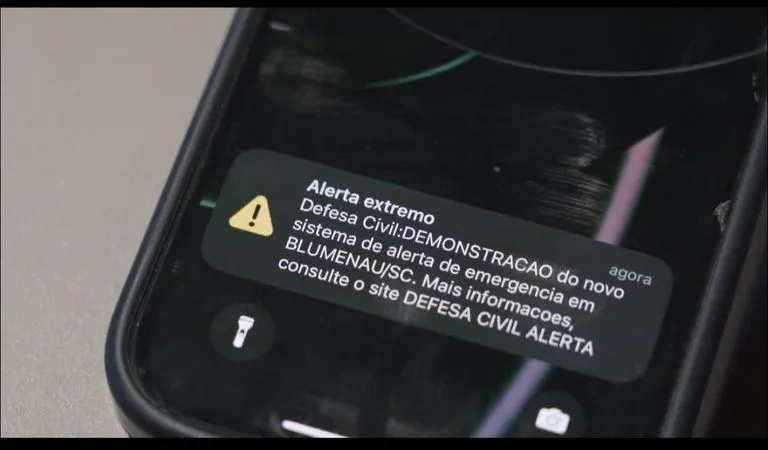 Alerta extremo
agora
Defesa Civil:DEMONSTRACAO do novo
sistema de alerta de emergencia em
BLUMENAU/SC. Mais informacoes,
consulte o site DEFESA CIVIL ALERTA